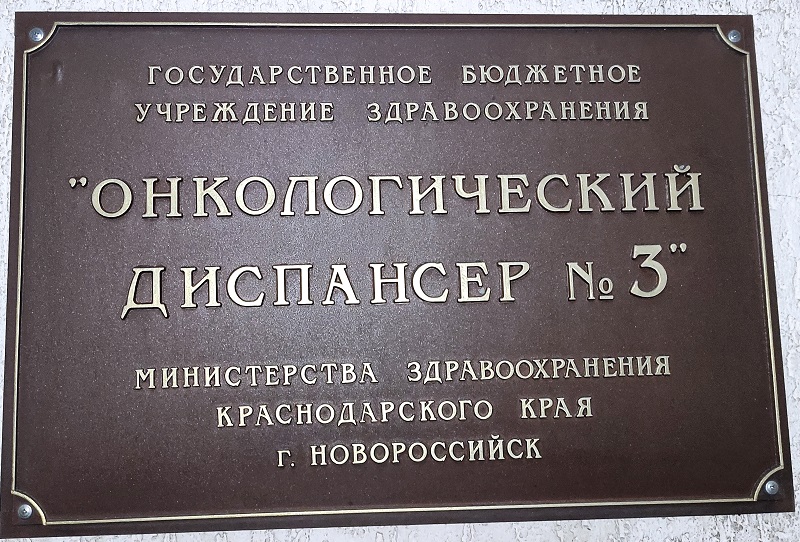 ГОСУДАРСТВЕННОЕ БЮДЖЕТНОЕ
УЧРЕЖДЕНИЕ ЗДРАВООХРАНЕНИЯ
"ОНКОЛОГИЧЕСКИЙ
ДИСПАНСЕР № 3"
МИНИСТЕРСТВА ЗДРАВООХРАНЕНИЯ
КРАСНОДАРСКОГО КРАЯ
г. НОВОРОССИЙСК